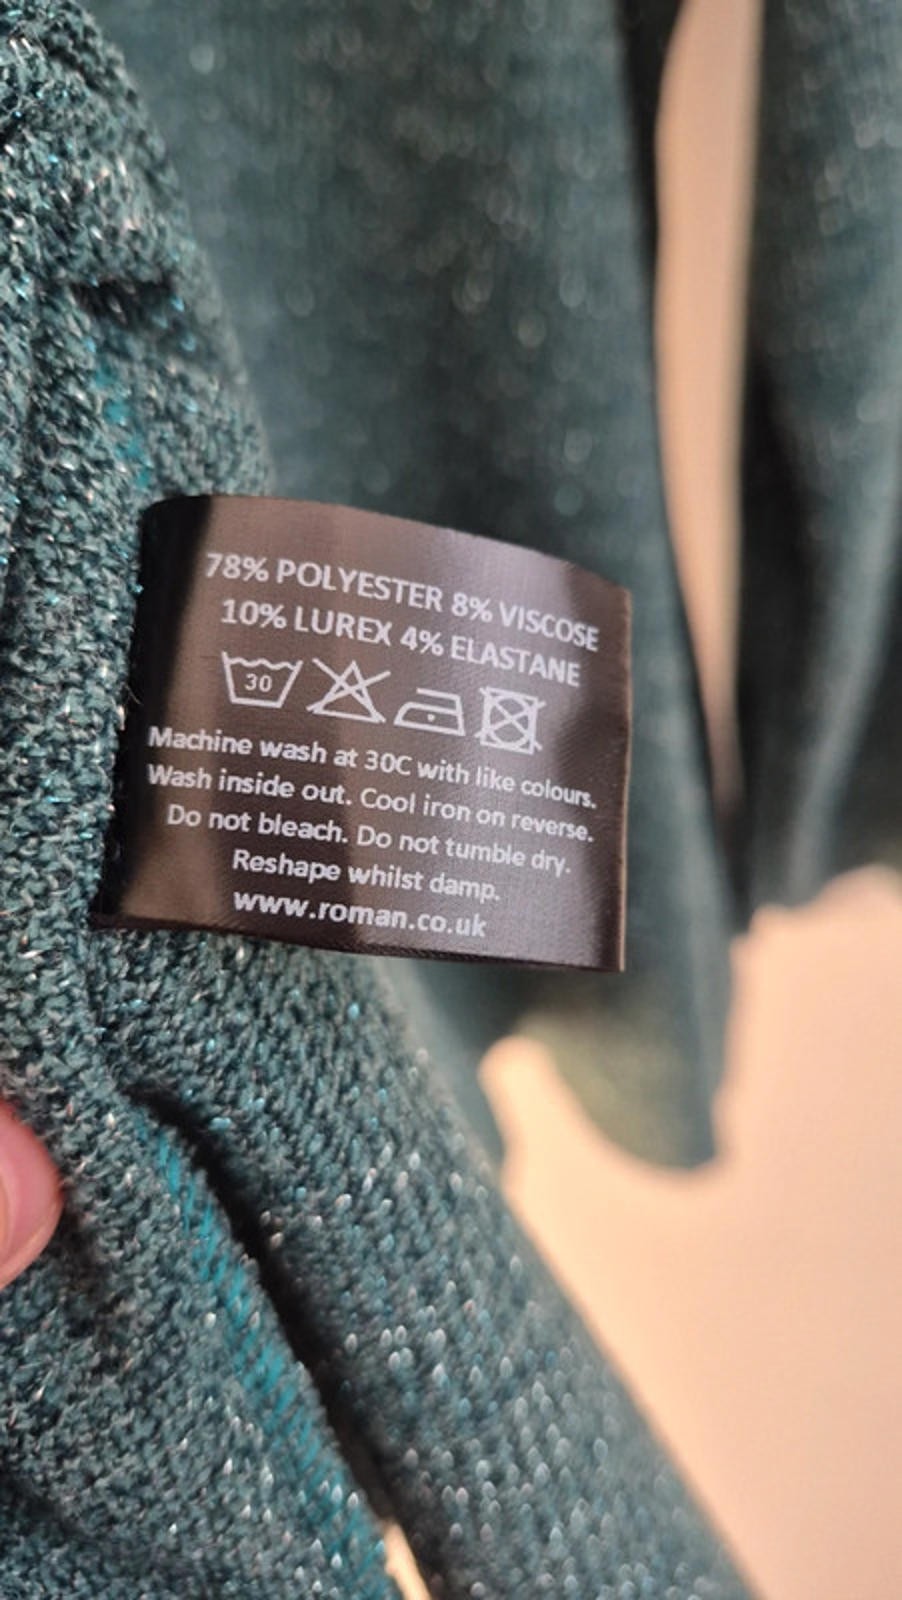 78% POLYESTER 8% VISCOSE
10% LUREX 4% ELASTANE
30
Machine wash at 30C with like colours.
Wash inside out. Cool iron on reverse.
Do not bleach. Do not tumble dry.
Reshape whilst damp.
www.roman.co.uk